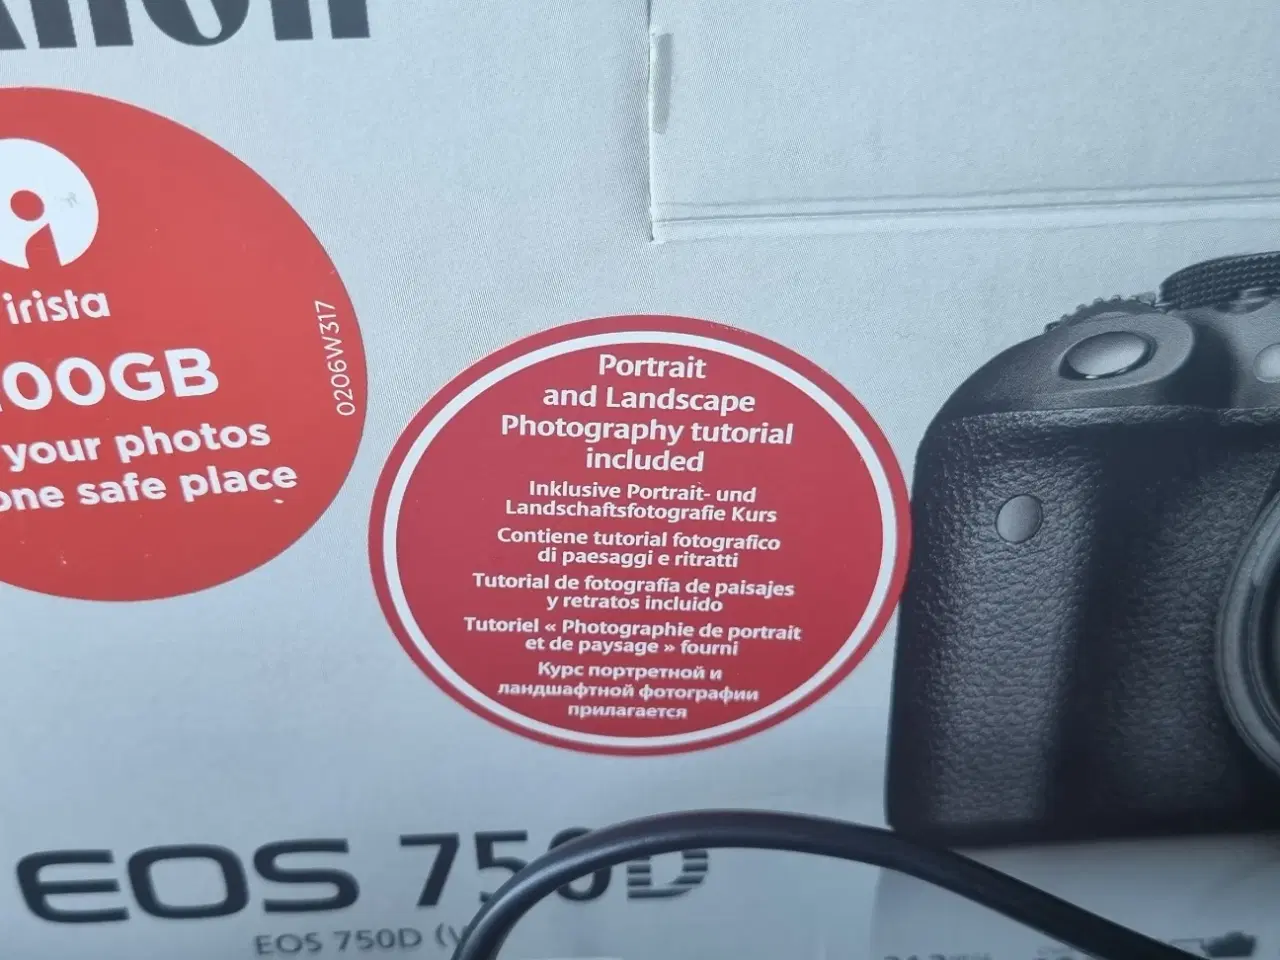 irista
00GB
your photos
one safe place
0206W317
Portrait
and Landscape
Photography tutorial
included
Inklusive Portrait- und
Landschaftsfotografie Kurs
Contiene tutorial fotografico
di paesaggi e ritratti
Tutorial de fotografía de paisajes
y retratos incluido
Tutoriel « Photographie de portrait
et de paysage » fourni
Курс портретной и
ландшафтной фотографии
прилагается
EOS 750D
EOS 750D